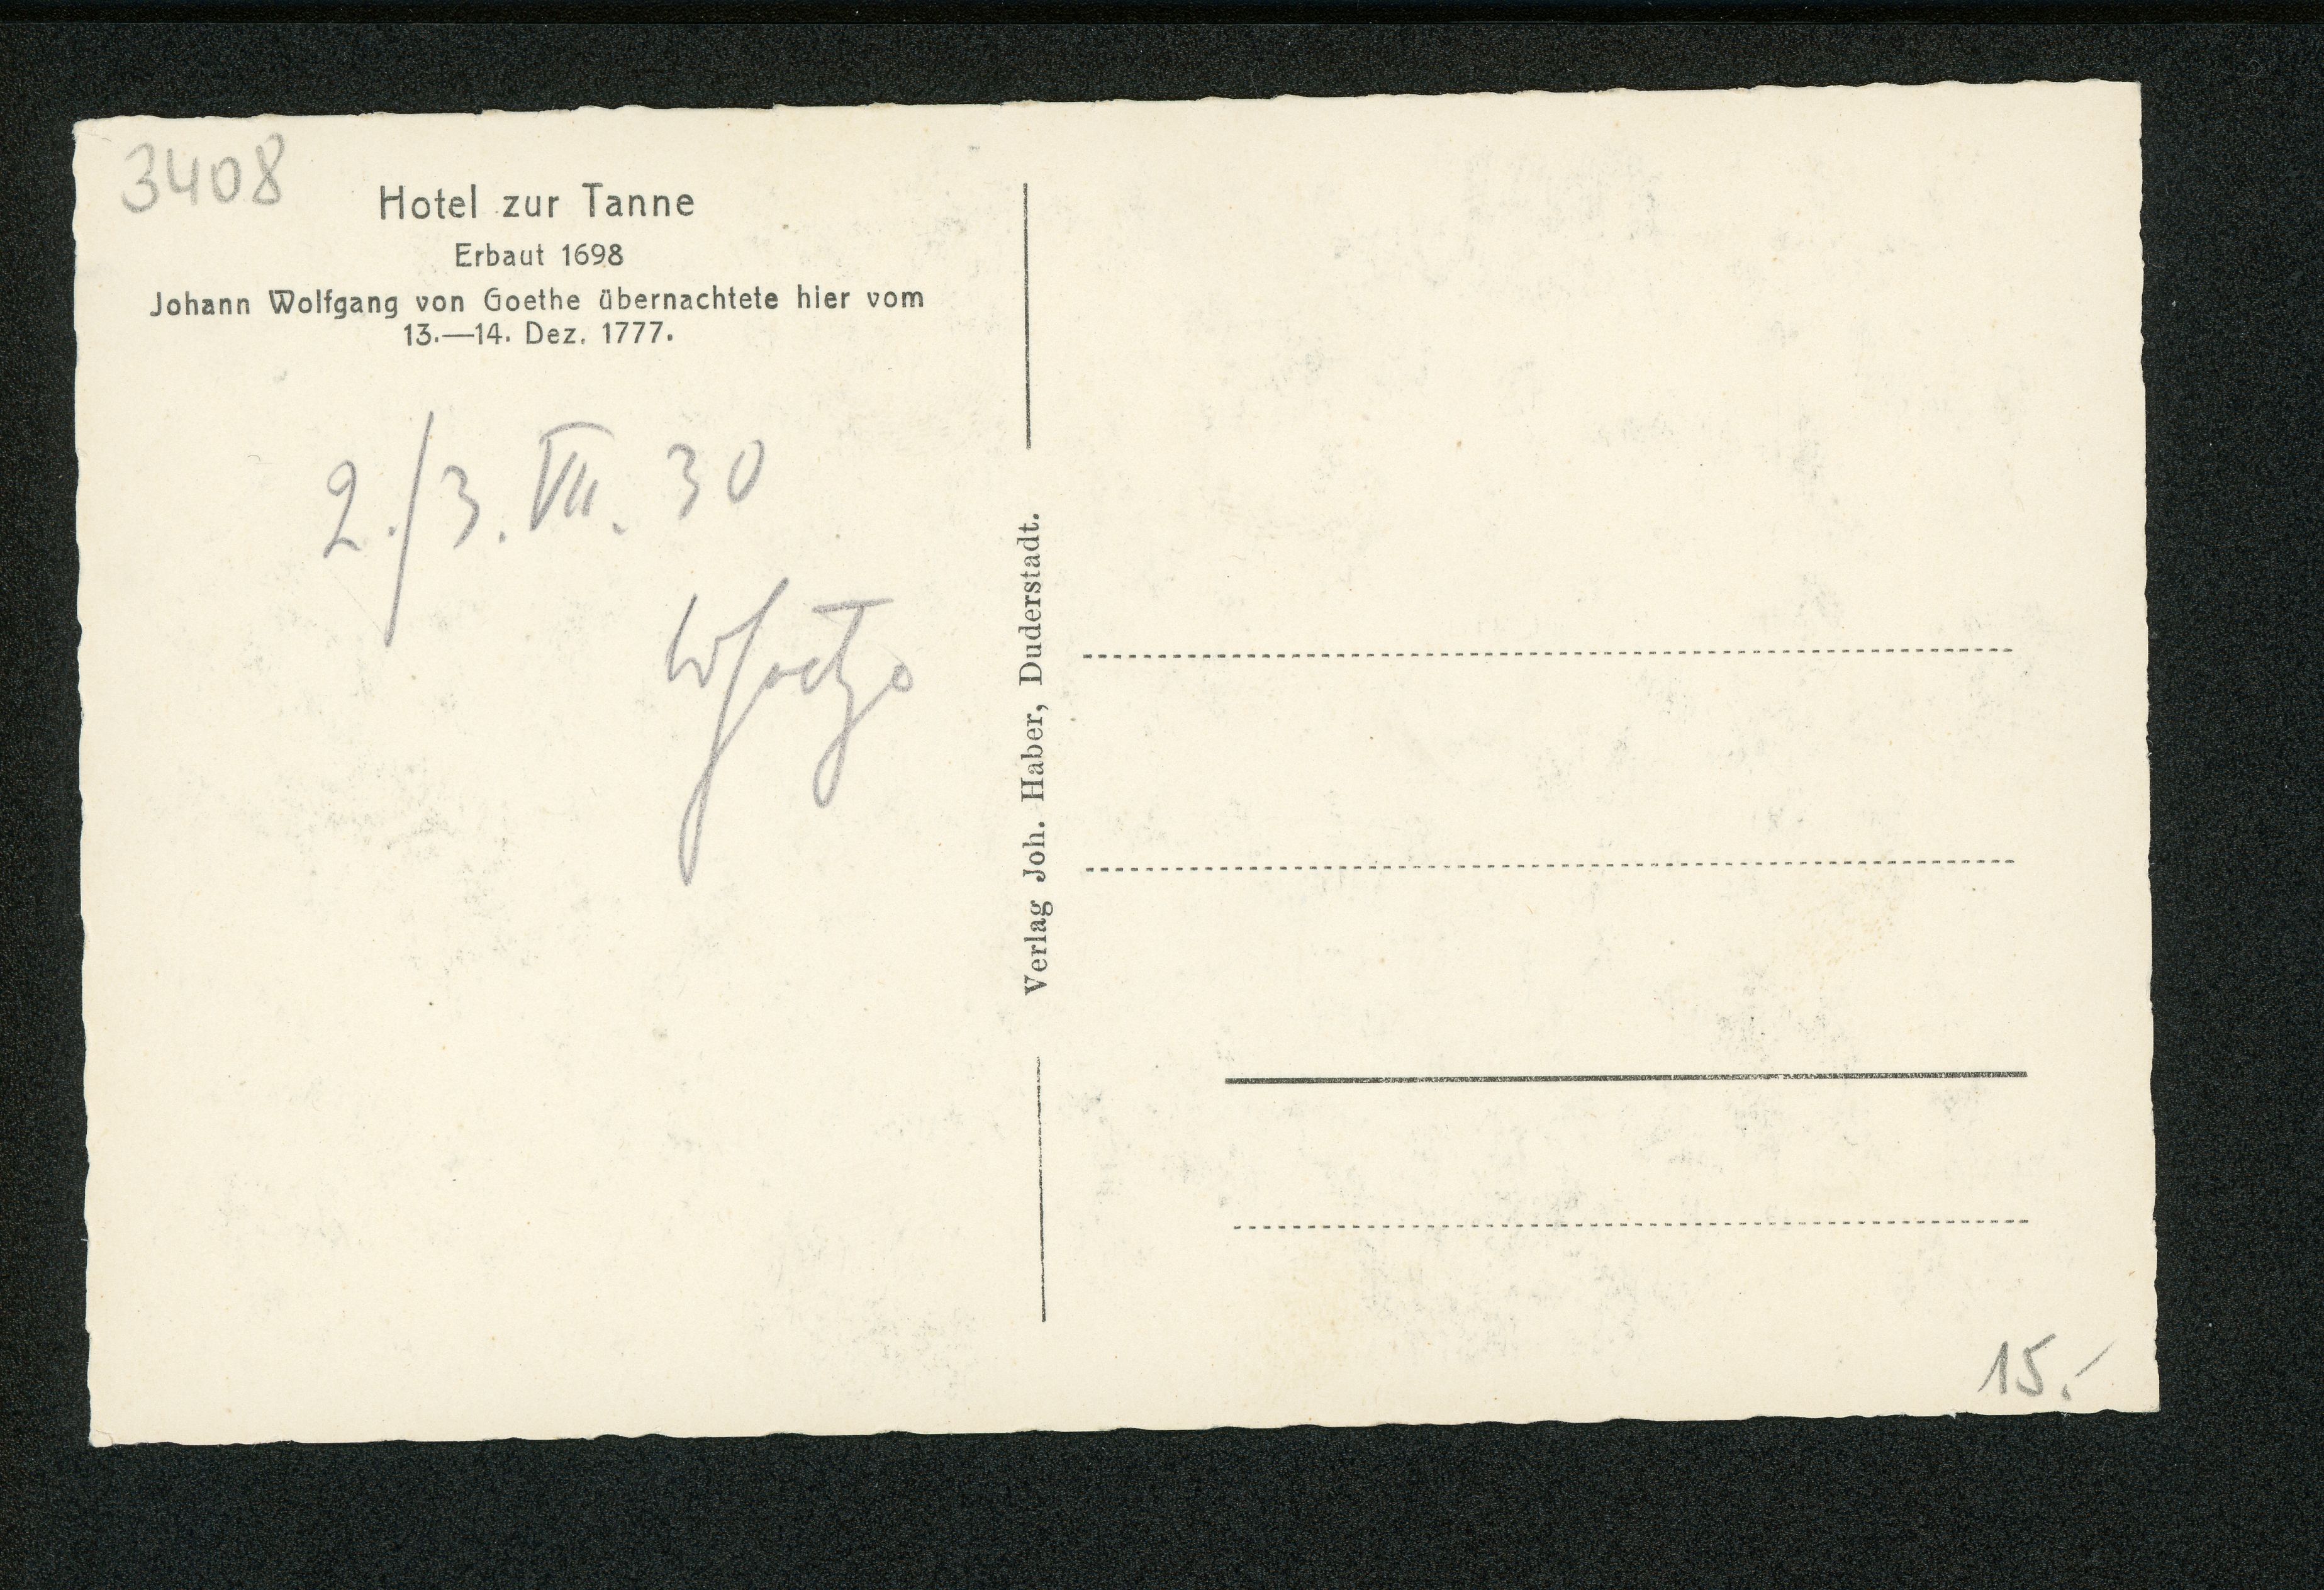 3408
Hotel zur Tanne
Erbaut 1698
Johann Wolfgang von Goethe übernachtete hier vom
13.—14. Dez. 1777.
2./3. VII. 30
Verlag Joh. Haber, Duderstadt.
15.-